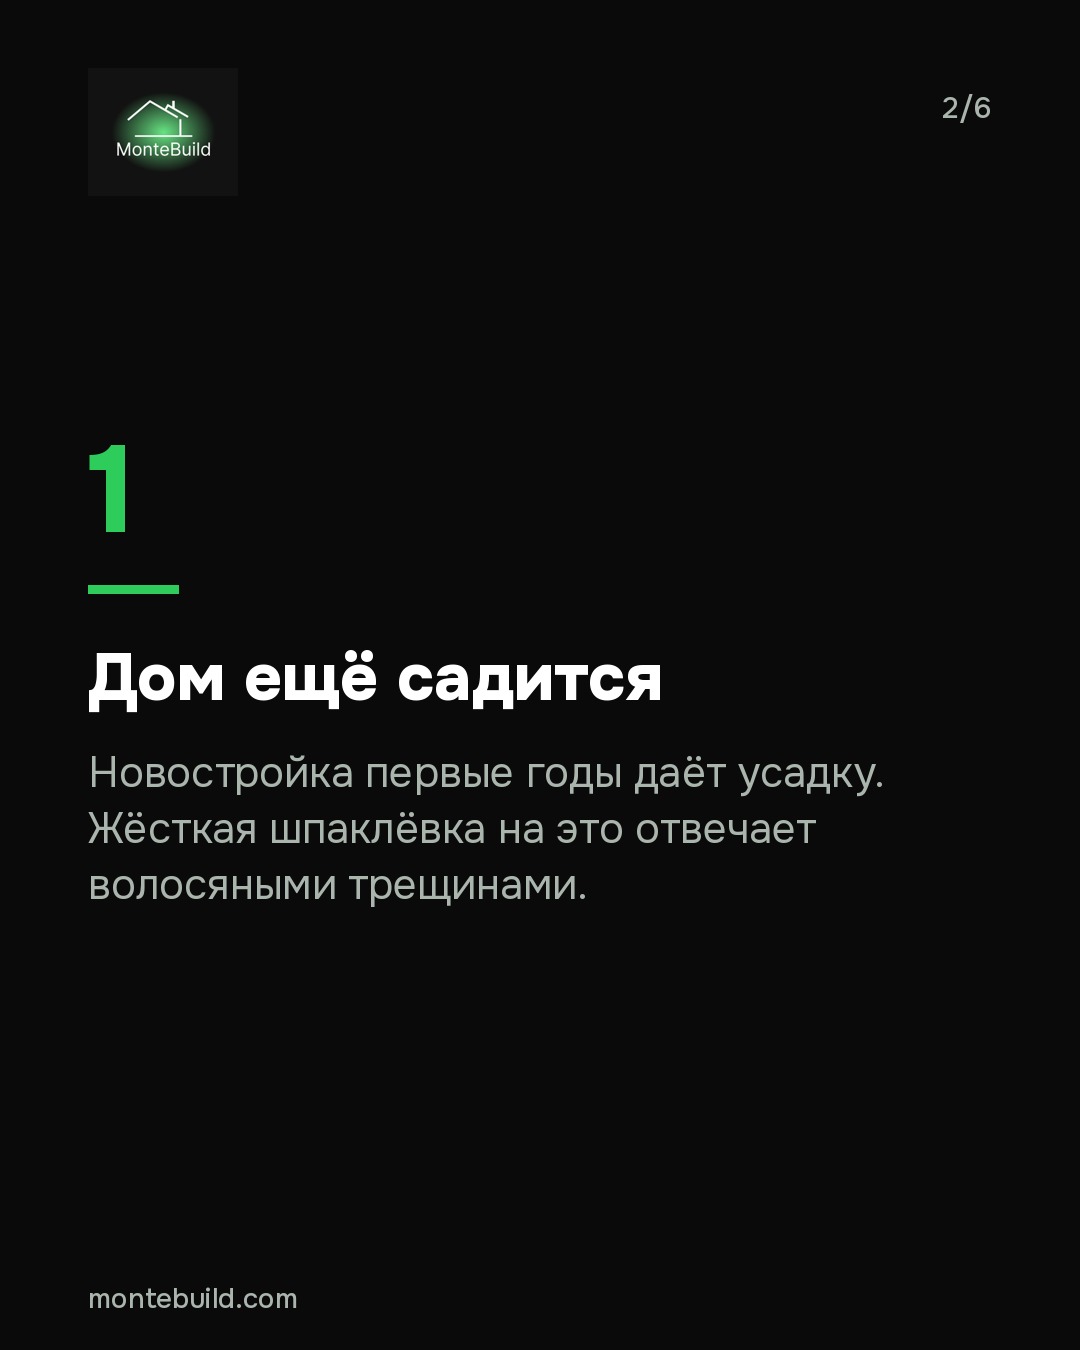 MonteBuild
2/6
1
Дом ещё садится
Новостройка первые годы даёт усадку.
Жёсткая шпаклёвка на это отвечает
волосяными трещинами.
montebuild.com